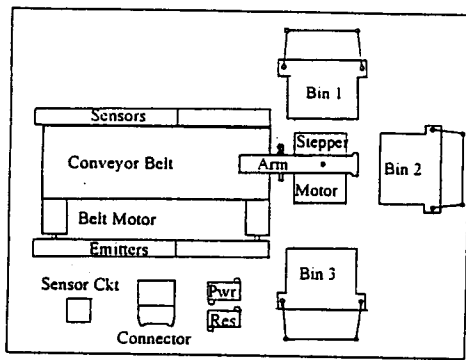 Bin 1
Sensors
Stepper
Conveyor Belt
Arm
Bin 2
Motor
Belt Motor
Emitters
Bin 3
Sensor Ckt
Pwr
Res
Connector